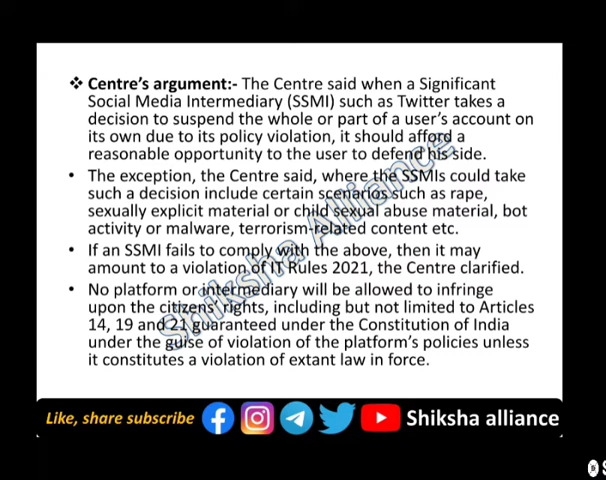 ❖ Centre's argument:- The Centre said when a Significant
Social Media Intermediary (SSMI) such as Twitter takes a
decision to suspend the whole or part of a user's account on
its own due to its policy violation, it should afford a
reasonable opportunity to the user to defend his side.
• The exception, the Centre said, where the SSMIs could take
such a decision include certain scenarios such as rape,
sexually explicit material or child sexual abuse material, bot
activity or malware, terrorism-related content etc.
• If an SSMI fails to comply with the above, then it may
amount to a violation of IT Rules 2021, the Centre clarified.
• No platform or intermediary will be allowed to infringe
upon the citizens' rights, including but not limited to Articles
14, 19 and 21 guaranteed under the Constitution of India
under the guise of violation of the platform's policies unless
it constitutes a violation of extant law in force.
Shiksha Alliance
Like, share subscribe Shiksha alliance